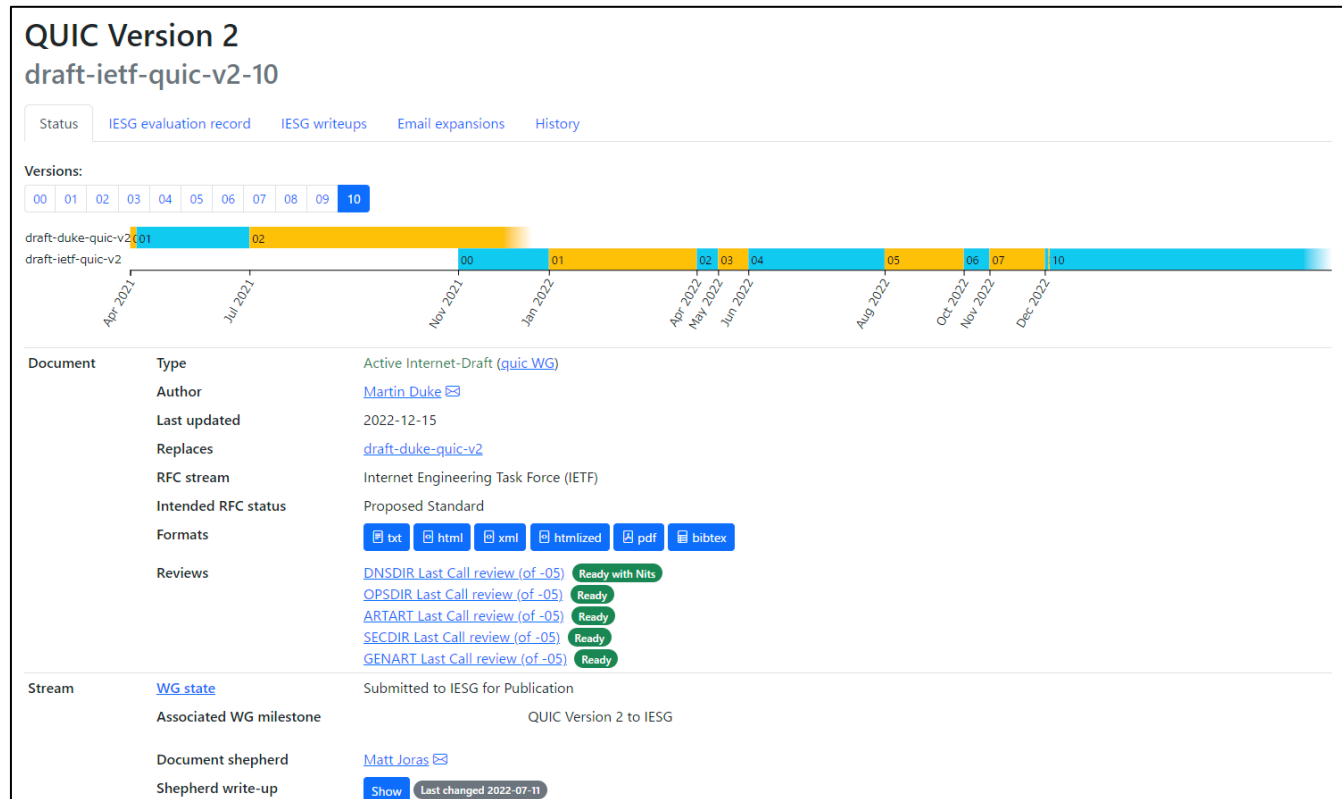 QUIC Version 2
draft-ietf-quic-v2-10
Status IESG evaluation record IESG writeups Email expansions History
Versions:
00 01 02 03 04 05 06 07 08 09 10
draft-duke-quic-v2 01 02
draft-ietf-quic-v2 00 01 02 03 04 05 06 07 10
Apr 2021 Jul 2021 Nov 2021 Jan 2022 Apr 2022 May 2022 Jun 2022 Aug 2022 Oct 2022 Nov 2022 Dec 2022
Document Type Active Internet-Draft (quic WG)
Author Martin Duke
Last updated 2022-12-15
Replaces draft-duke-quic-v2
RFC stream Internet Engineering Task Force (IETF)
Intended RFC status Proposed Standard
Formats txt html xml htmlized pdf bibtex
Reviews DNSDIR Last Call review (of -05) Ready with Nits
OPSDIR Last Call review (of -05) Ready
ARTART Last Call review (of -05) Ready
SECDIR Last Call review (of -05) Ready
GENART Last Call review (of -05) Ready
Stream WG state Submitted to IESG for Publication
Associated WG milestone QUIC Version 2 to IESG
Document shepherd Matt Joras
Shepherd write-up Show Last changed 2022-07-11